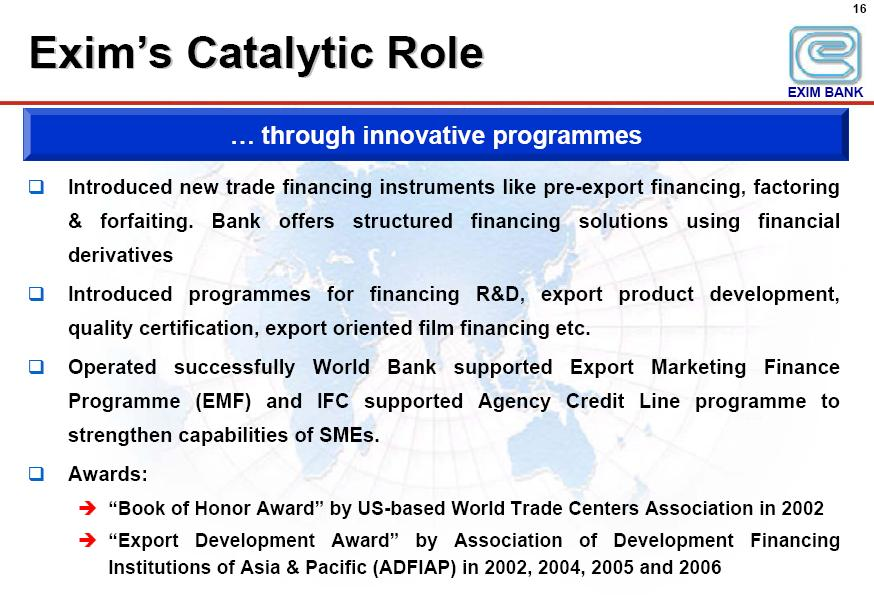 16
Exim’s Catalytic Role
EXIM BANK
… through innovative programmes
Introduced new trade financing instruments like pre-export financing, factoring
& forfaiting. Bank offers structured financing solutions using financial
derivatives
Introduced programmes for financing R&D, export product development,
quality certification, export oriented film financing etc.
Operated successfully World Bank supported Export Marketing Finance
Programme (EMF) and IFC supported Agency Credit Line programme to
strengthen capabilities of SMEs.
Awards:
“Book of Honor Award” by US-based World Trade Centers Association in 2002
“Export Development Award” by Association of Development Financing
Institutions of Asia & Pacific (ADFIAP) in 2002, 2004, 2005 and 2006